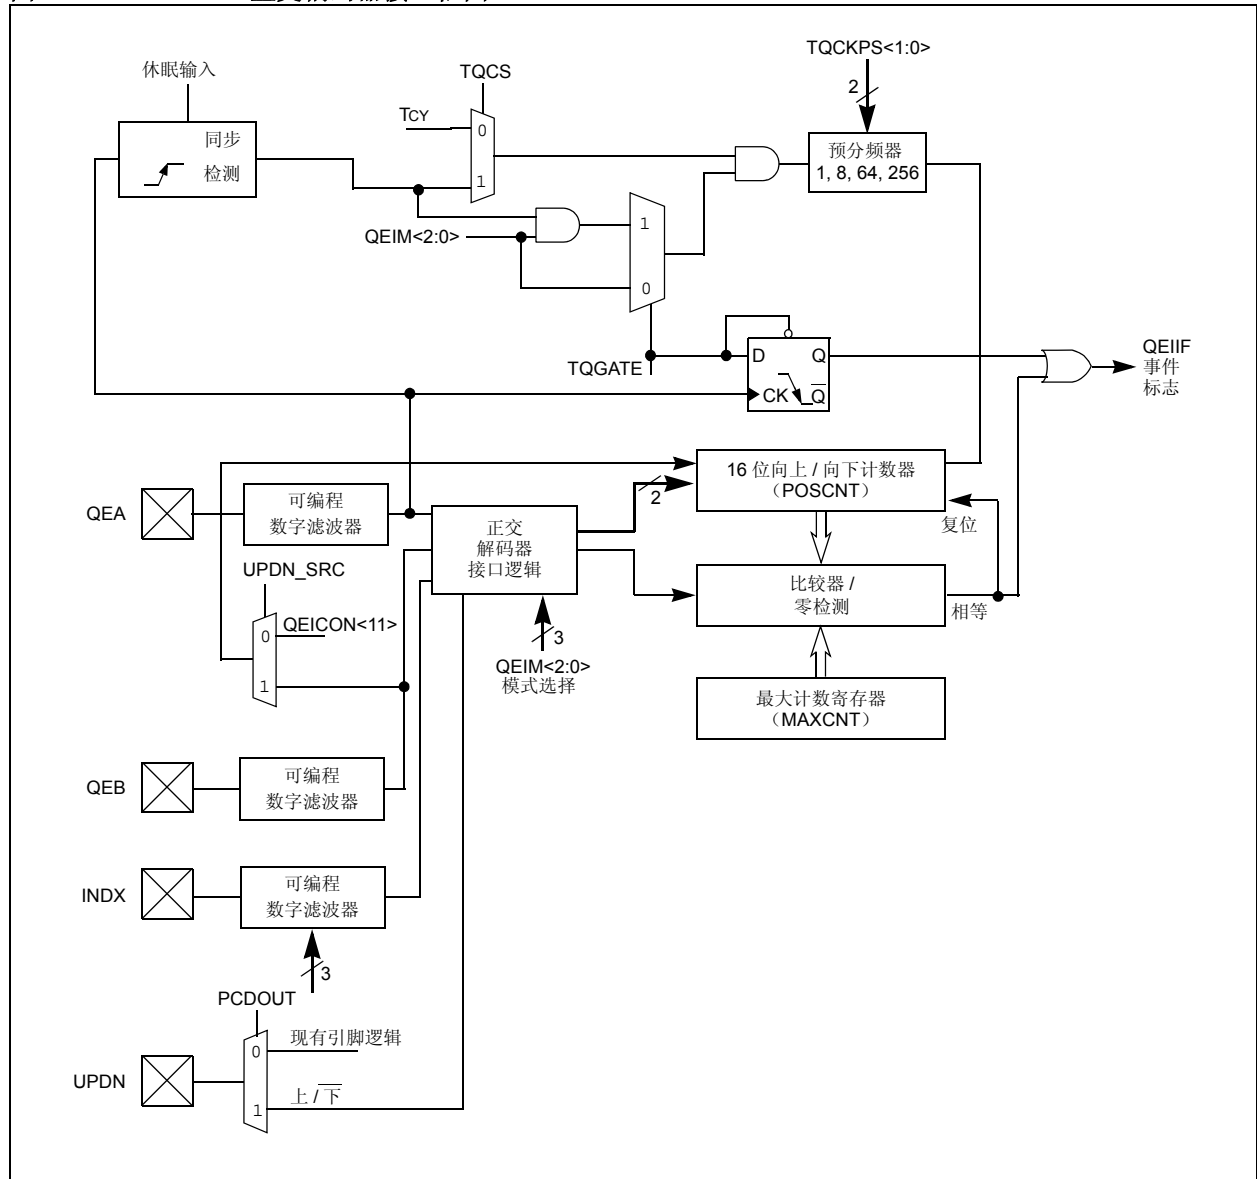 TQCKPS<1:0>
休眠输入
TQCS
2
TCY
0
同步
检测
1
预分频器
1, 8, 64, 256
QEIM<2:0>
1
0
D Q
TQGATE
CK Q
QEIIF
事件
标志
16 位向上 / 向下计数器
（POSCNT）
2
QEA
可编程
数字滤波器
正交
解码器
接口逻辑
复位
UPDN_SRC
比较器 /
零检测
相等
0
QEICON<11>
1
3
QEIM<2:0>
模式选择
最大计数寄存器
（MAXCNT）
QEB
可编程
数字滤波器
INDX
可编程
数字滤波器
3
PCDOUT
0
现有引脚逻辑
UPDN
上 / 下
1